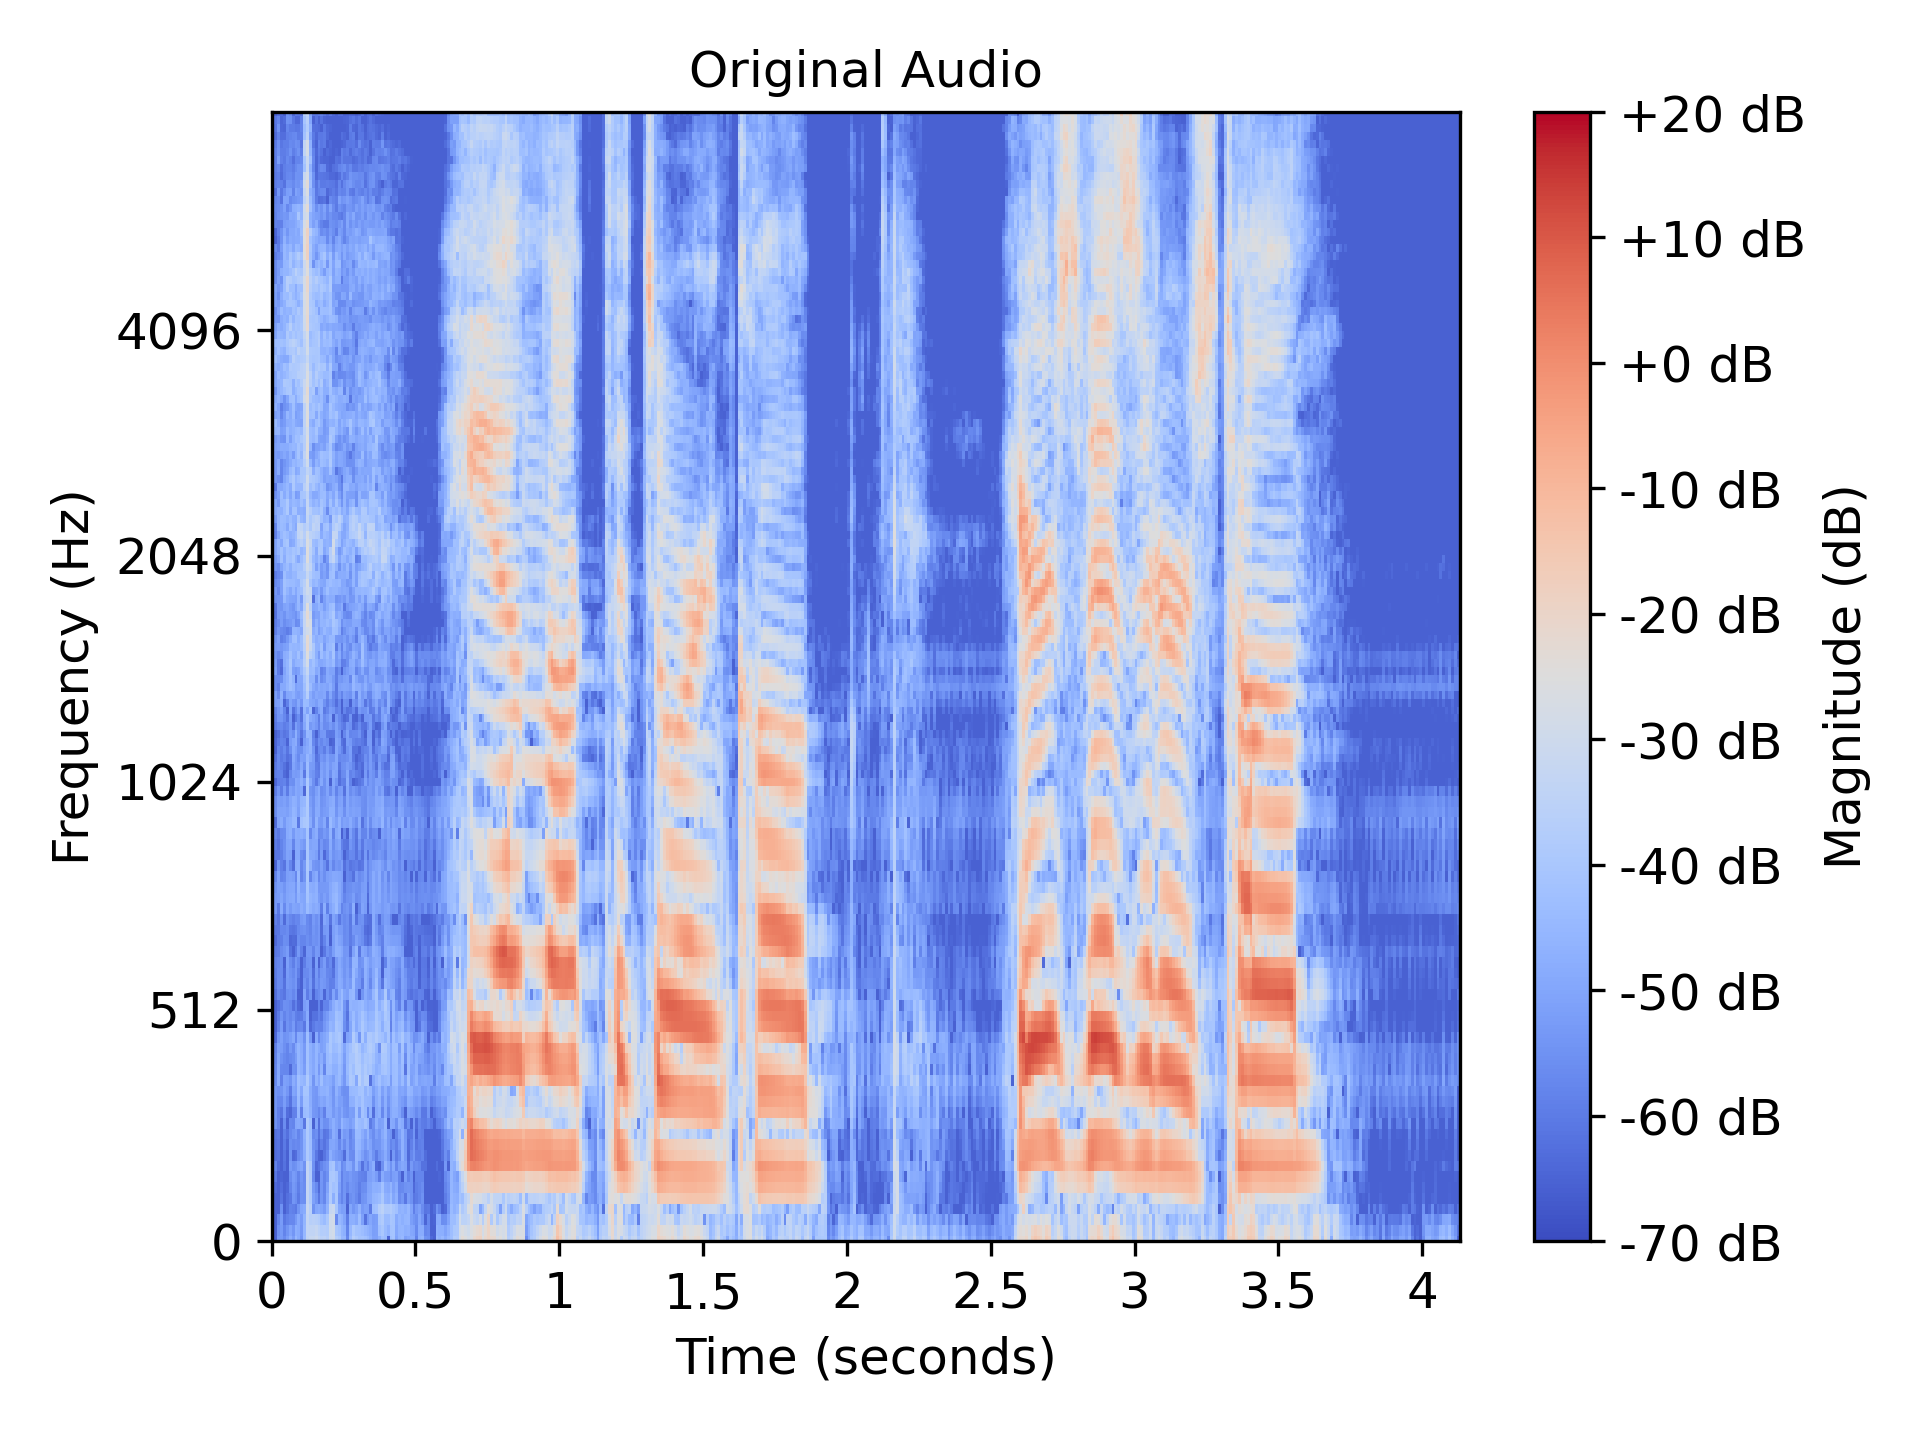 Original Audio
Frequency (Hz)
4096
2048
1024
512
0
0 0.5 1 1.5 2 2.5 3 3.5 4
Time (seconds)
+20 dB
+10 dB
+0 dB
-10 dB
-20 dB
-30 dB
-40 dB
-50 dB
-60 dB
-70 dB
Magnitude (dB)